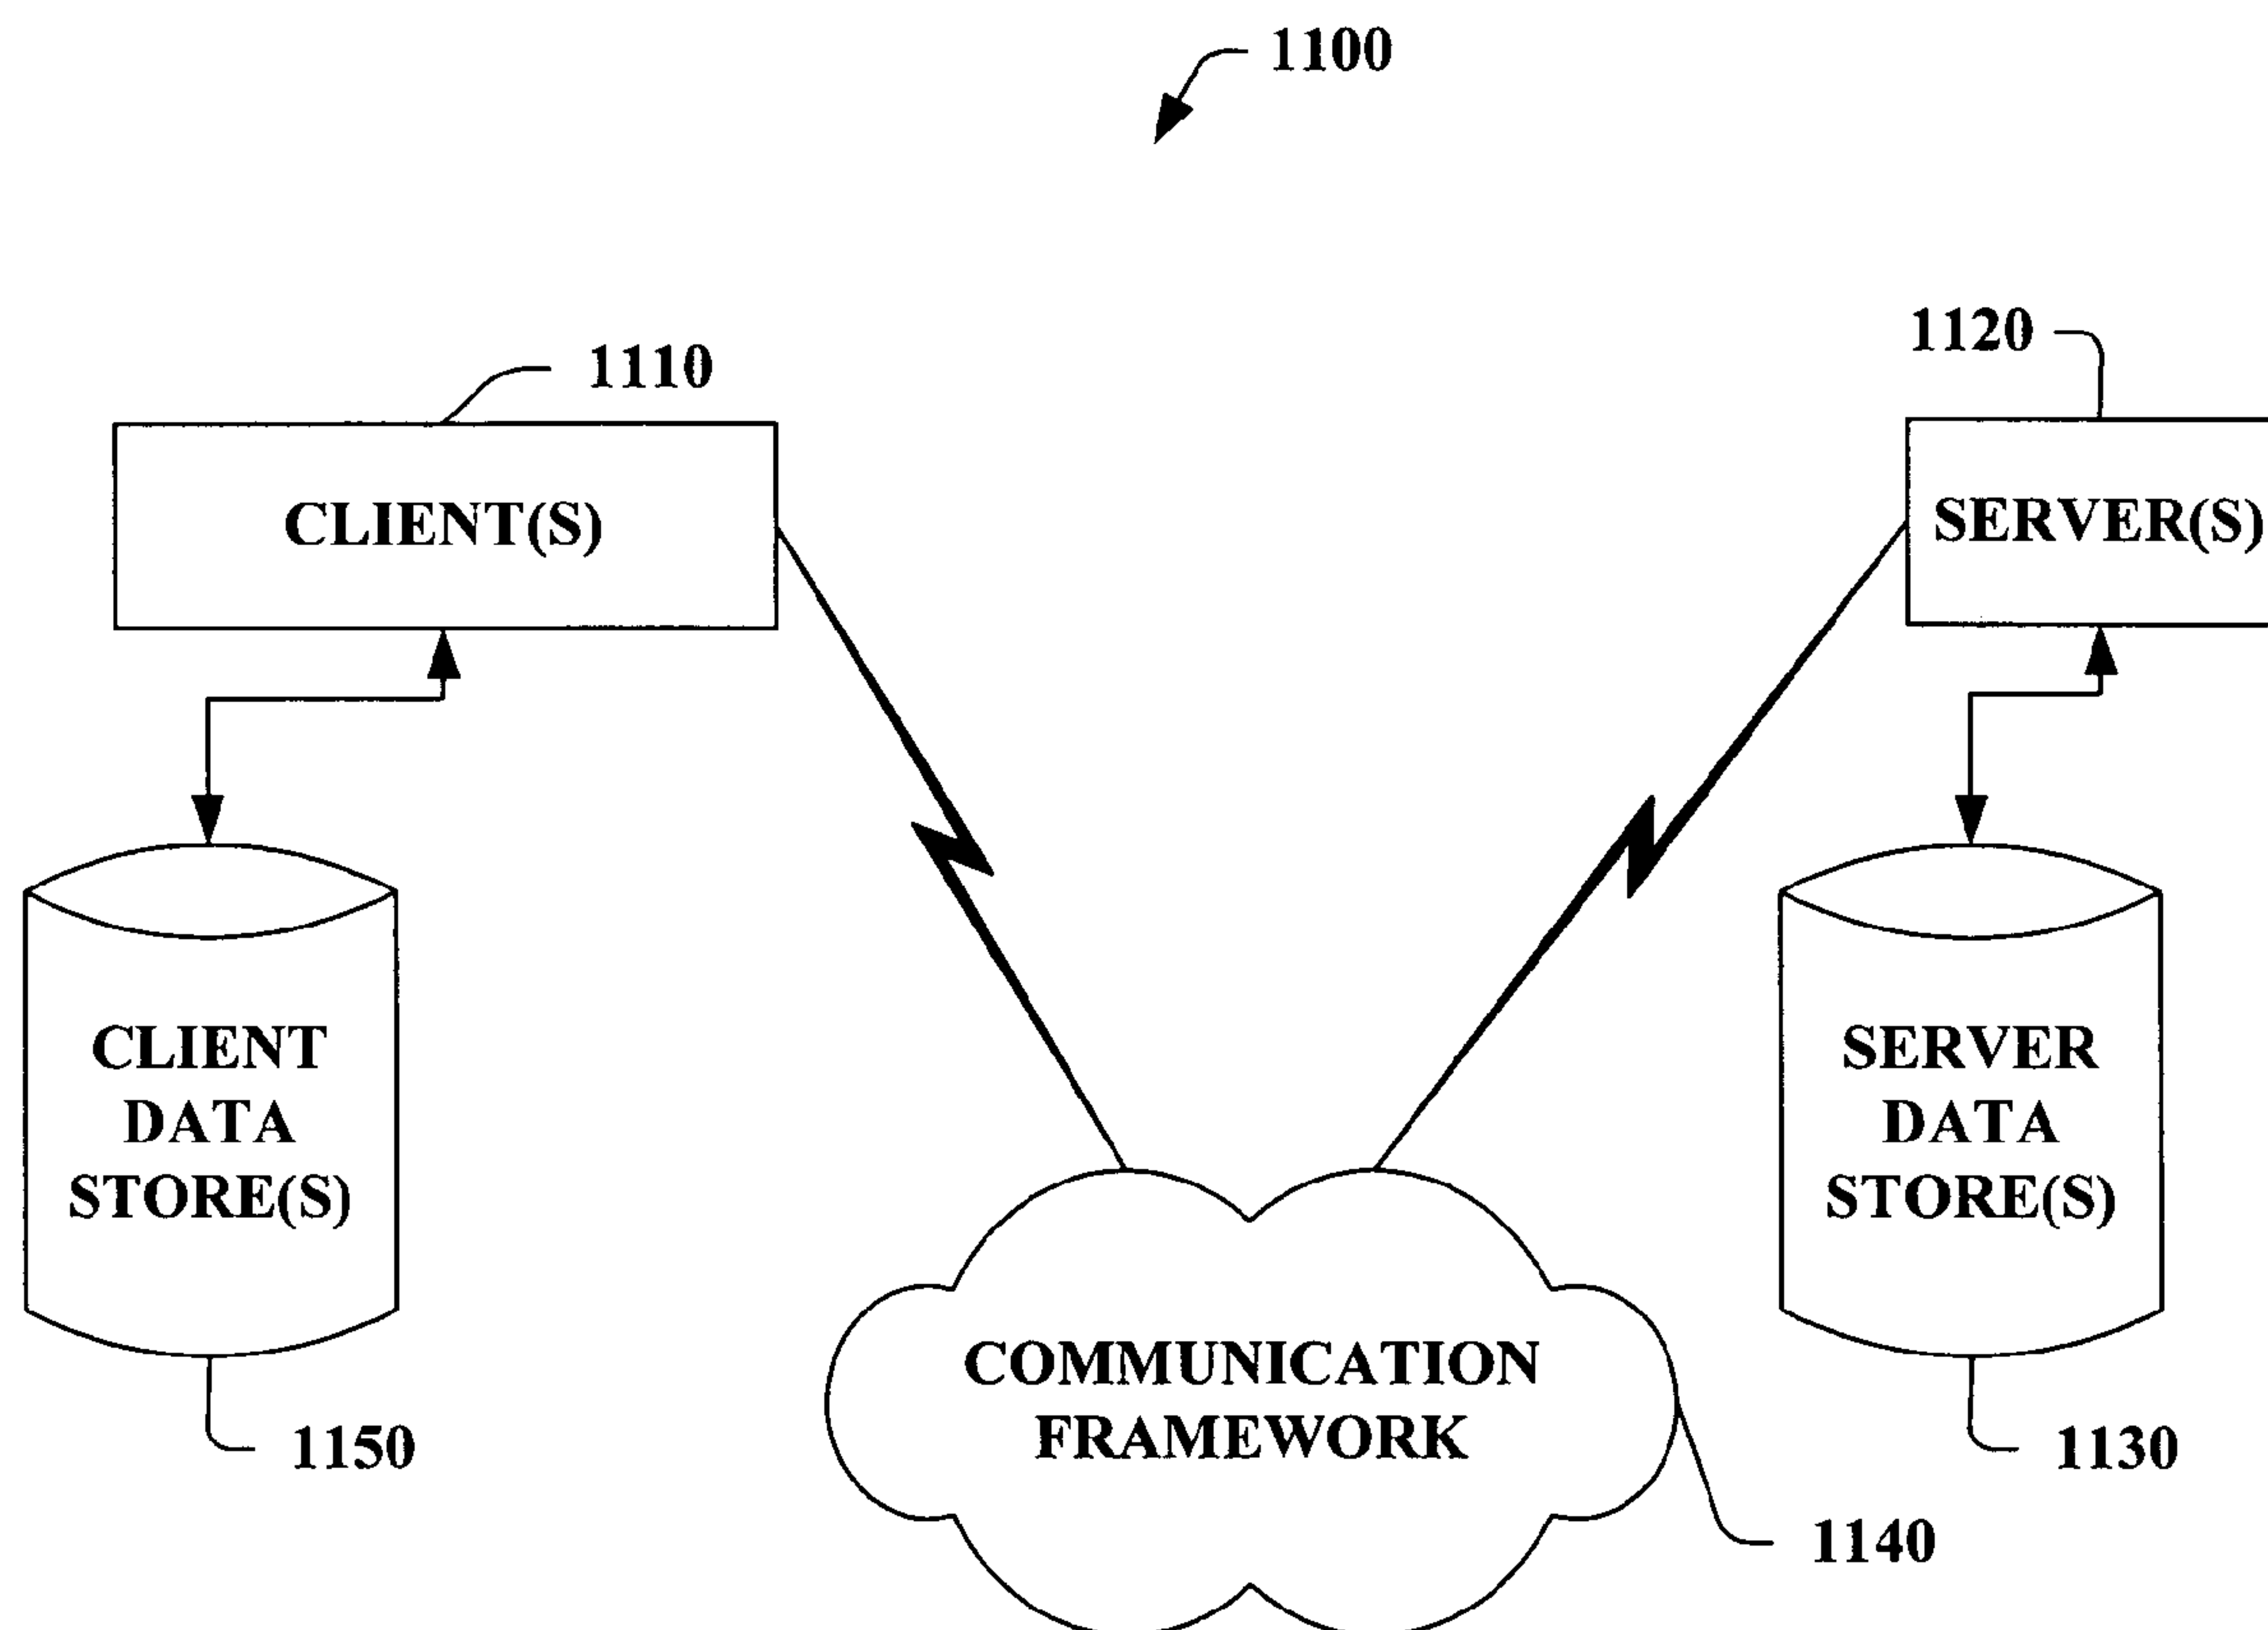 1100
1110
1120
CLIENT(S)
SERVER(S)
CLIENT
DATA
STORE(S)
SERVER
DATA
STORE(S)
COMMUNICATION
FRAMEWORK
1150
1130
1140